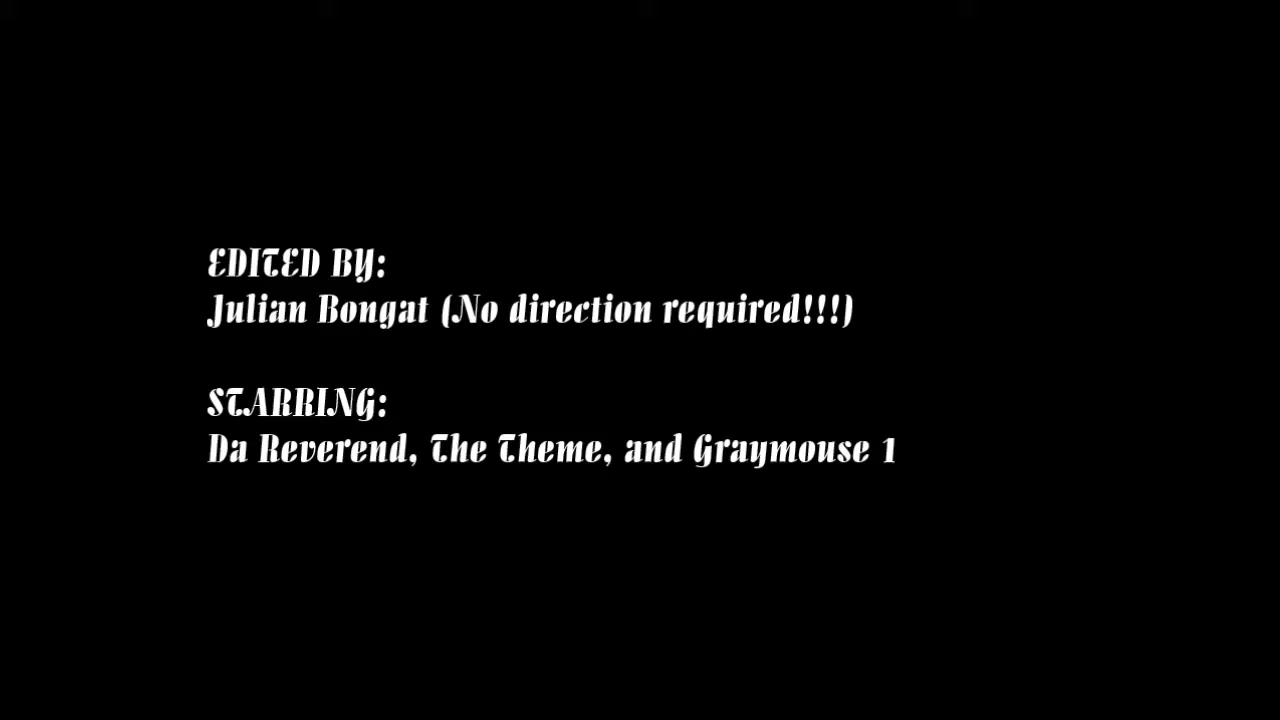 EDITED BY:
Julian Bongat (No direction required!!!)
STARRING:
Da Reverend, The Theme, and Graymouse 1